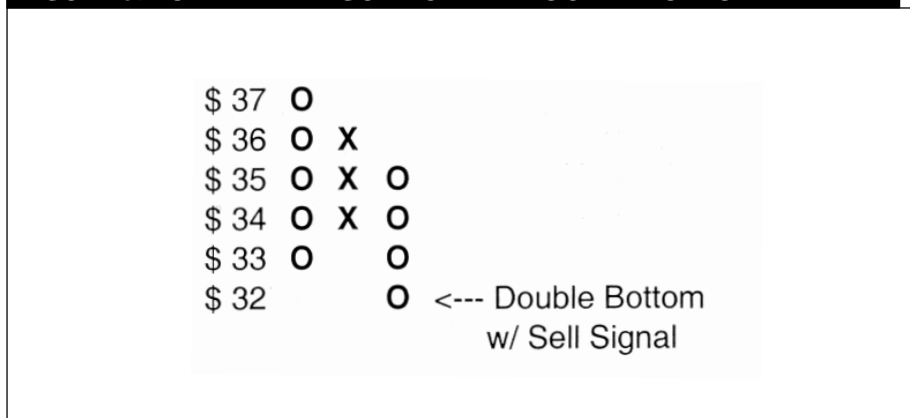 $ 37 O
$ 36 O X
$ 35 O X O
$ 34 O X O
$ 33 O O
$ 32 O <--- Double Bottom
w/ Sell Signal